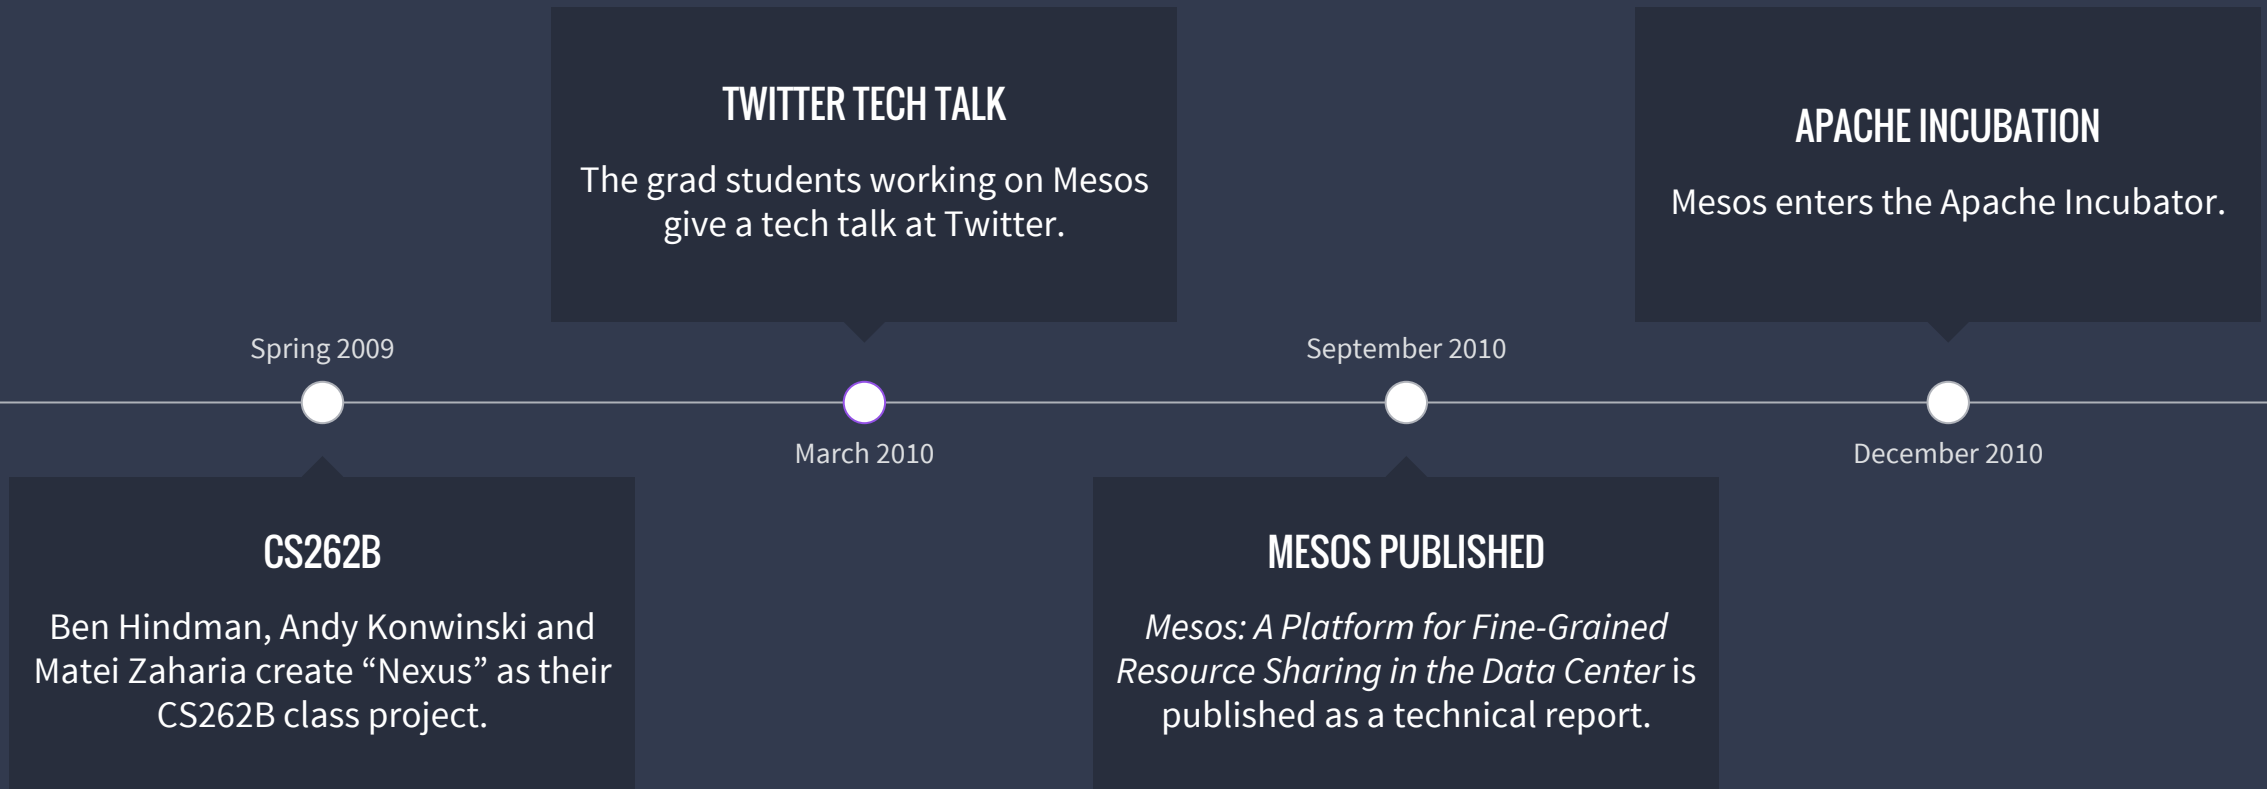 TWITTER TECH TALK
The grad students working on Mesos
give a tech talk at Twitter.
APACHE INCUBATION
Mesos enters the Apache Incubator.
Spring 2009
September 2010
March 2010
December 2010
CS262B
Ben Hindman, Andy Konwinski and
Matei Zaharia create “Nexus” as their
CS262B class project.
MESOS PUBLISHED
Mesos: A Platform for Fine-Grained
Resource Sharing in the Data Center is
published as a technical report.